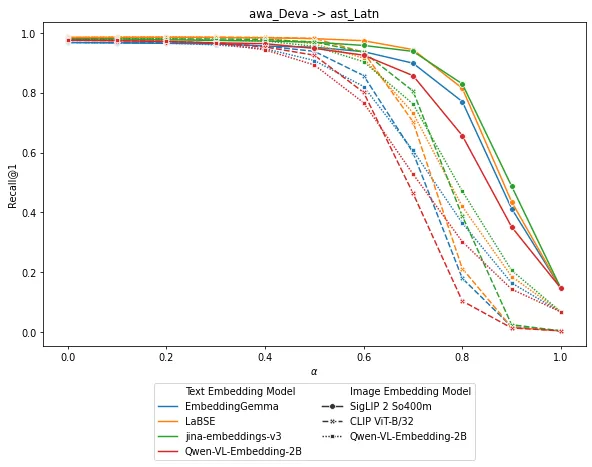 awa_Deva -> ast_Latn
1.0
0.8
0.6
0.4
0.2
0.0
Recall@1
0.0 0.2 0.4 0.6 0.8 1.0
α
Text Embedding Model Image Embedding Model
EmbeddingGemma SigLIP 2 So400m
LaBSE CLIP ViT-B/32
jina-embeddings-v3 Qwen-VL-Embedding-2B
Qwen-VL-Embedding-2B